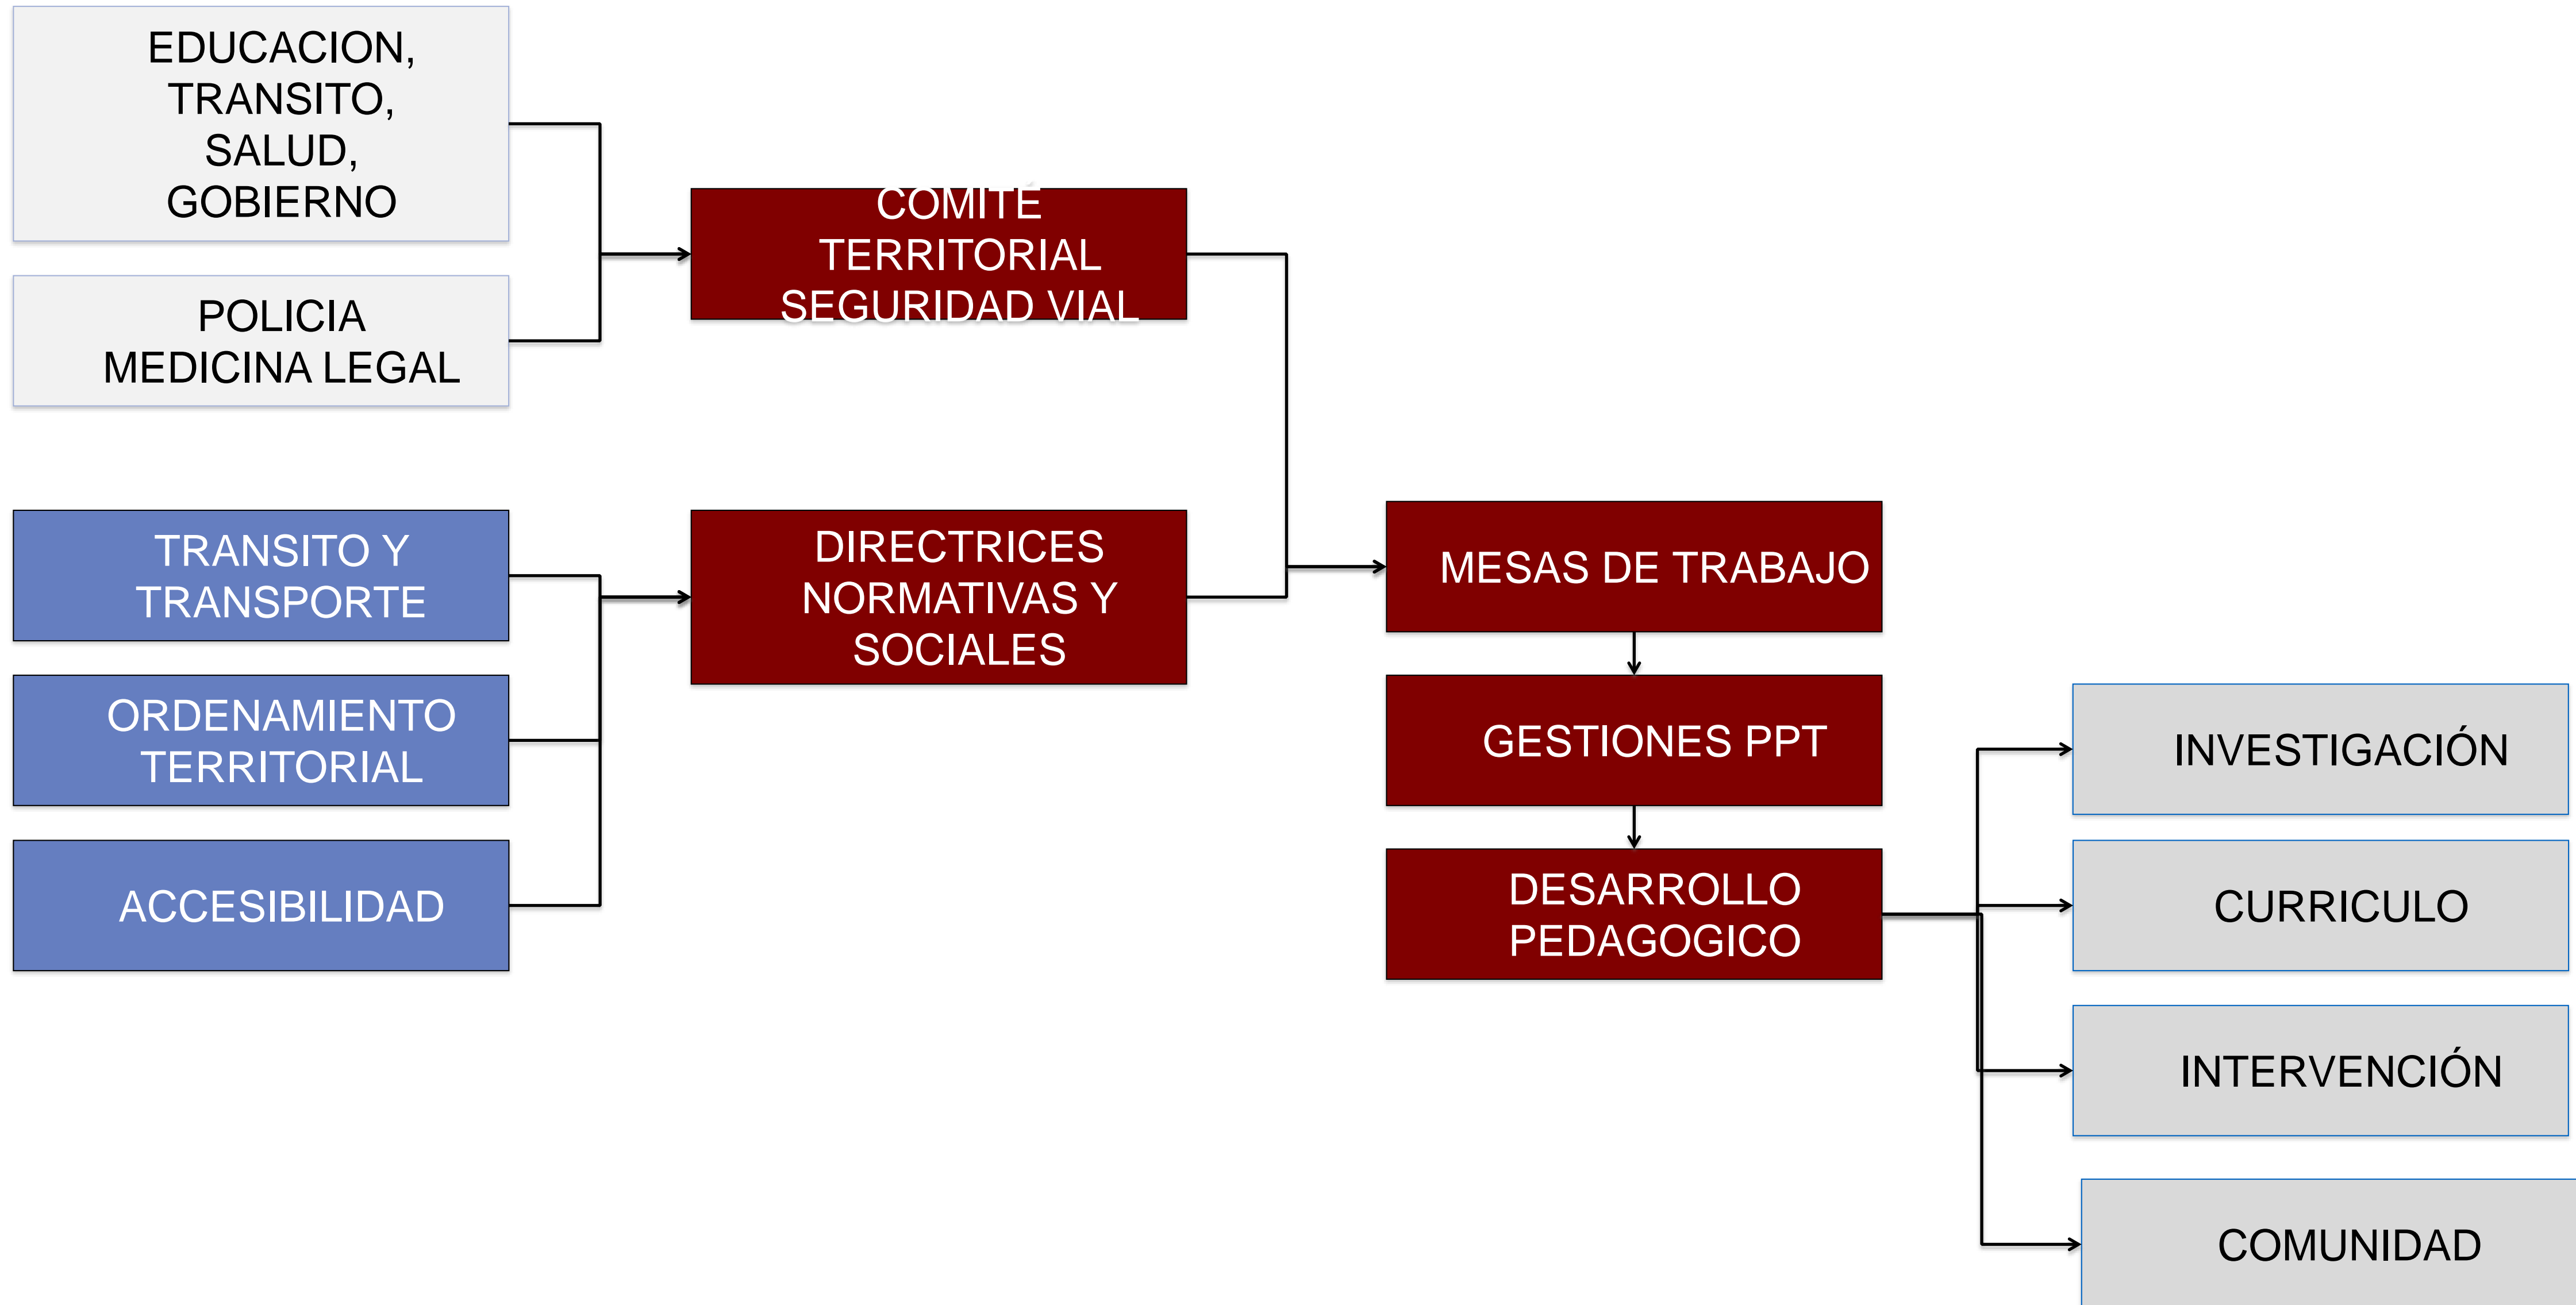 EDUCACION,
TRANSITO,
SALUD,
GOBIERNO
POLICIA
MEDICINA LEGAL
COMITÉ
TERRITORIAL
SEGURIDAD VIAL
TRANSITO Y
TRANSPORTE
ORDENAMIENTO
TERRITORIAL
ACCESIBILIDAD
DIRECTRICES
NORMATIVAS Y
SOCIALES
MESAS DE TRABAJO
GESTIONES PPT
DESARROLLO
PEDAGOGICO
INVESTIGACIÓN
CURRICULO
INTERVENCIÓN
COMUNIDAD